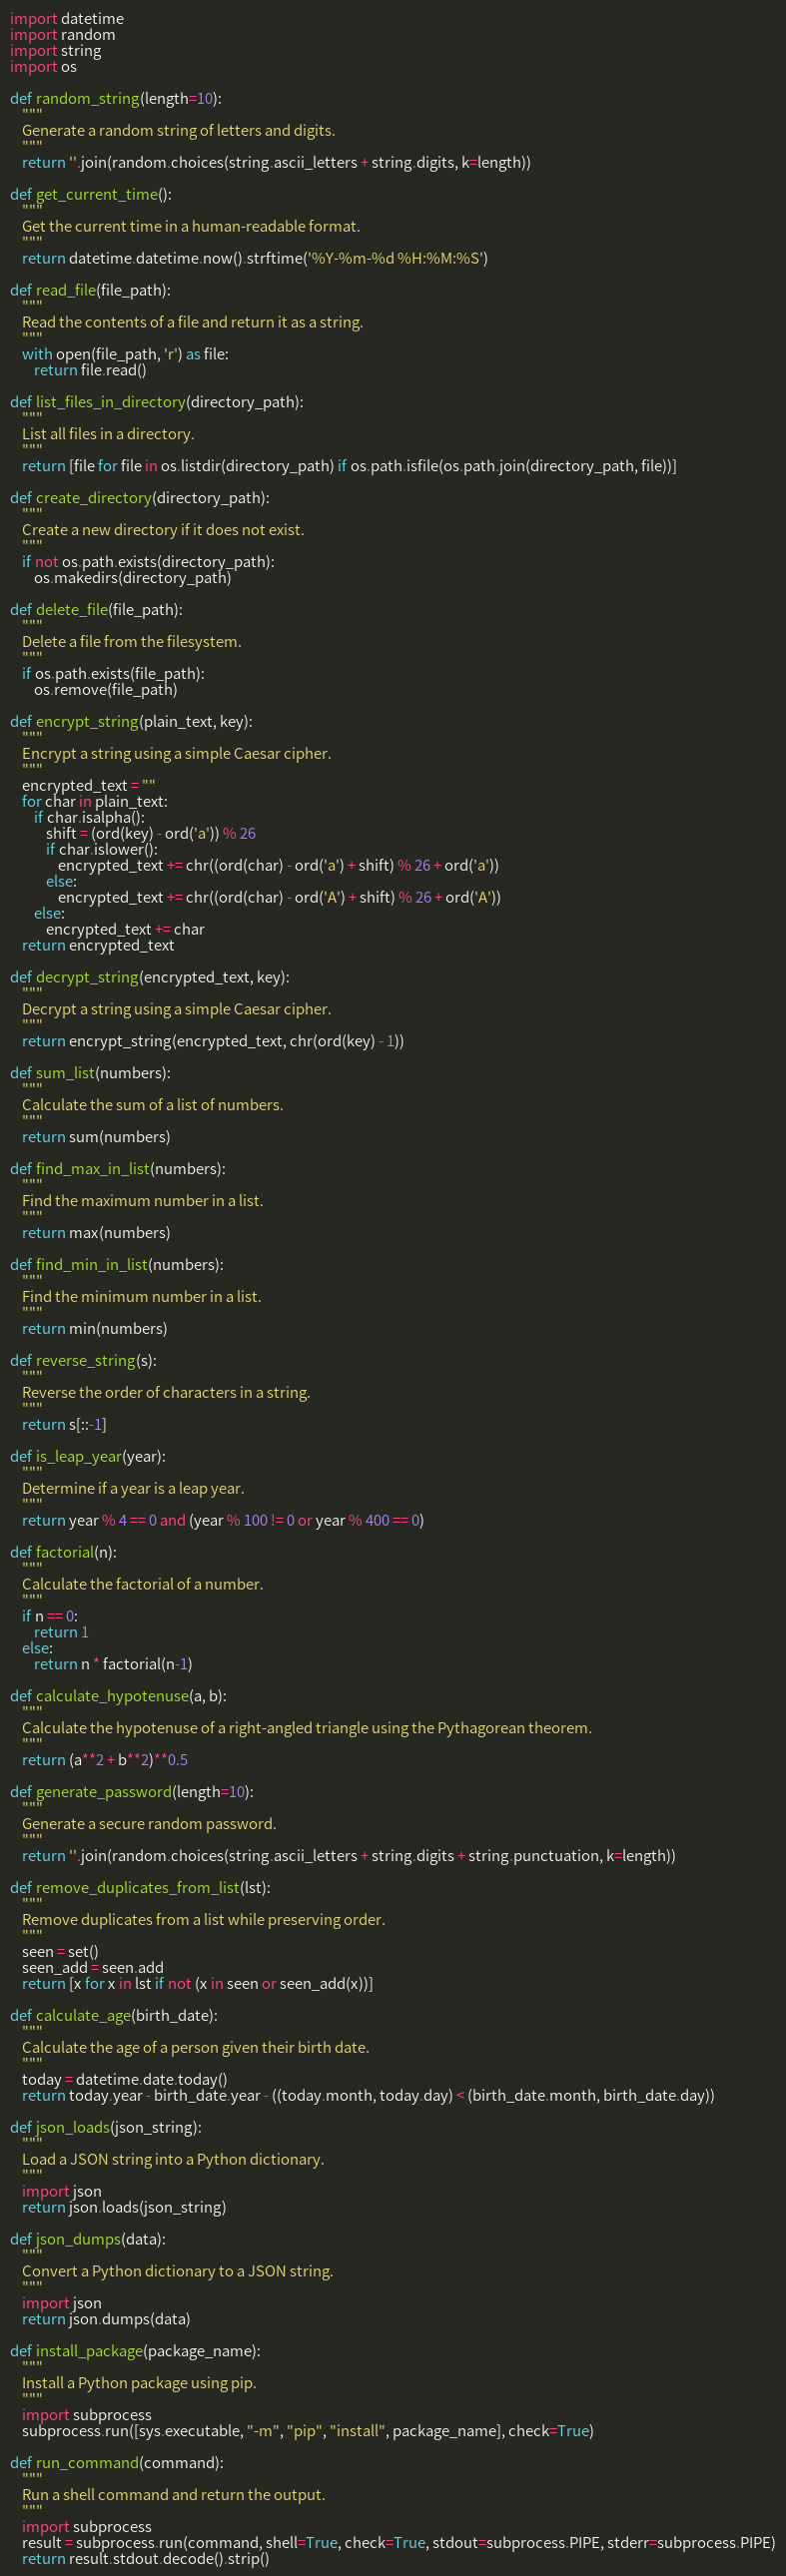 import datetime
import random
import string
import os

def random_string(length=10):
    """
    Generate a random string of letters and digits.
    """
    return ''.join(random.choices(string.ascii_letters + string.digits, k=length))

def get_current_time():
    """
    Get the current time in a human-readable format.
    """
    return datetime.datetime.now().strftime('%Y-%m-%d %H:%M:%S')

def read_file(file_path):
    """
    Read the contents of a file and return it as a string.
    """
    with open(file_path, 'r') as file:
        return file.read()

def list_files_in_directory(directory_path):
    """
    List all files in a directory.
    """
    return [file for file in os.listdir(directory_path) if os.path.isfile(os.path.join(directory_path, file))]

def create_directory(directory_path):
    """
    Create a new directory if it does not exist.
    """
    if not os.path.exists(directory_path):
        os.makedirs(directory_path)

def delete_file(file_path):
    """
    Delete a file from the filesystem.
    """
    if os.path.exists(file_path):
        os.remove(file_path)

def encrypt_string(plain_text, key):
    """
    Encrypt a string using a simple Caesar cipher.
    """
    encrypted_text = ""
    for char in plain_text:
        if char.isalpha():
            shift = (ord(key) - ord('a')) % 26
            if char.islower():
                encrypted_text += chr((ord(char) - ord('a') + shift) % 26 + ord('a'))
            else:
                encrypted_text += chr((ord(char) - ord('A') + shift) % 26 + ord('A'))
        else:
            encrypted_text += char
    return encrypted_text

def decrypt_string(encrypted_text, key):
    """
    Decrypt a string using a simple Caesar cipher.
    """
    return encrypt_string(encrypted_text, chr(ord(key) - 1))

def sum_list(numbers):
    """
    Calculate the sum of a list of numbers.
    """
    return sum(numbers)

def find_max_in_list(numbers):
    """
    Find the maximum number in a list.
    """
    return max(numbers)

def find_min_in_list(numbers):
    """
    Find the minimum number in a list.
    """
    return min(numbers)

def reverse_string(s):
    """
    Reverse the order of characters in a string.
    """
    return s[::-1]

def is_leap_year(year):
    """
    Determine if a year is a leap year.
    """
    return year % 4 == 0 and (year % 100 != 0 or year % 400 == 0)

def factorial(n):
    """
    Calculate the factorial of a number.
    """
    if n == 0:
        return 1
    else:
        return n * factorial(n-1)

def calculate_hypotenuse(a, b):
    """
    Calculate the hypotenuse of a right-angled triangle using the Pythagorean theorem.
    """
    return (a**2 + b**2)**0.5

def generate_password(length=10):
    """
    Generate a secure random password.
    """
    return ''.join(random.choices(string.ascii_letters + string.digits + string.punctuation, k=length))

def remove_duplicates_from_list(lst):
    """
    Remove duplicates from a list while preserving order.
    """
    seen = set()
    seen_add = seen.add
    return [x for x in lst if not (x in seen or seen_add(x))]

def calculate_age(birth_date):
    """
    Calculate the age of a person given their birth date.
    """
    today = datetime.date.today()
    return today.year - birth_date.year - ((today.month, today.day) < (birth_date.month, birth_date.day))

def json_loads(json_string):
    """
    Load a JSON string into a Python dictionary.
    """
    import json
    return json.loads(json_string)

def json_dumps(data):
    """
    Convert a Python dictionary to a JSON string.
    """
    import json
    return json.dumps(data)

def install_package(package_name):
    """
    Install a Python package using pip.
    """
    import subprocess
    subprocess.run([sys.executable, "-m", "pip", "install", package_name], check=True)

def run_command(command):
    """
    Run a shell command and return the output.
    """
    import subprocess
    result = subprocess.run(command, shell=True, check=True, stdout=subprocess.PIPE, stderr=subprocess.PIPE)
    return result.stdout.decode().strip()